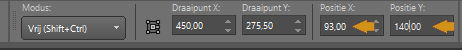 Modus: Draaipunt X: Draaipunt Y: Positie X: Positie Y:
Vrij (Shift+Ctrl) 450,00 275,50 93,00 140,00